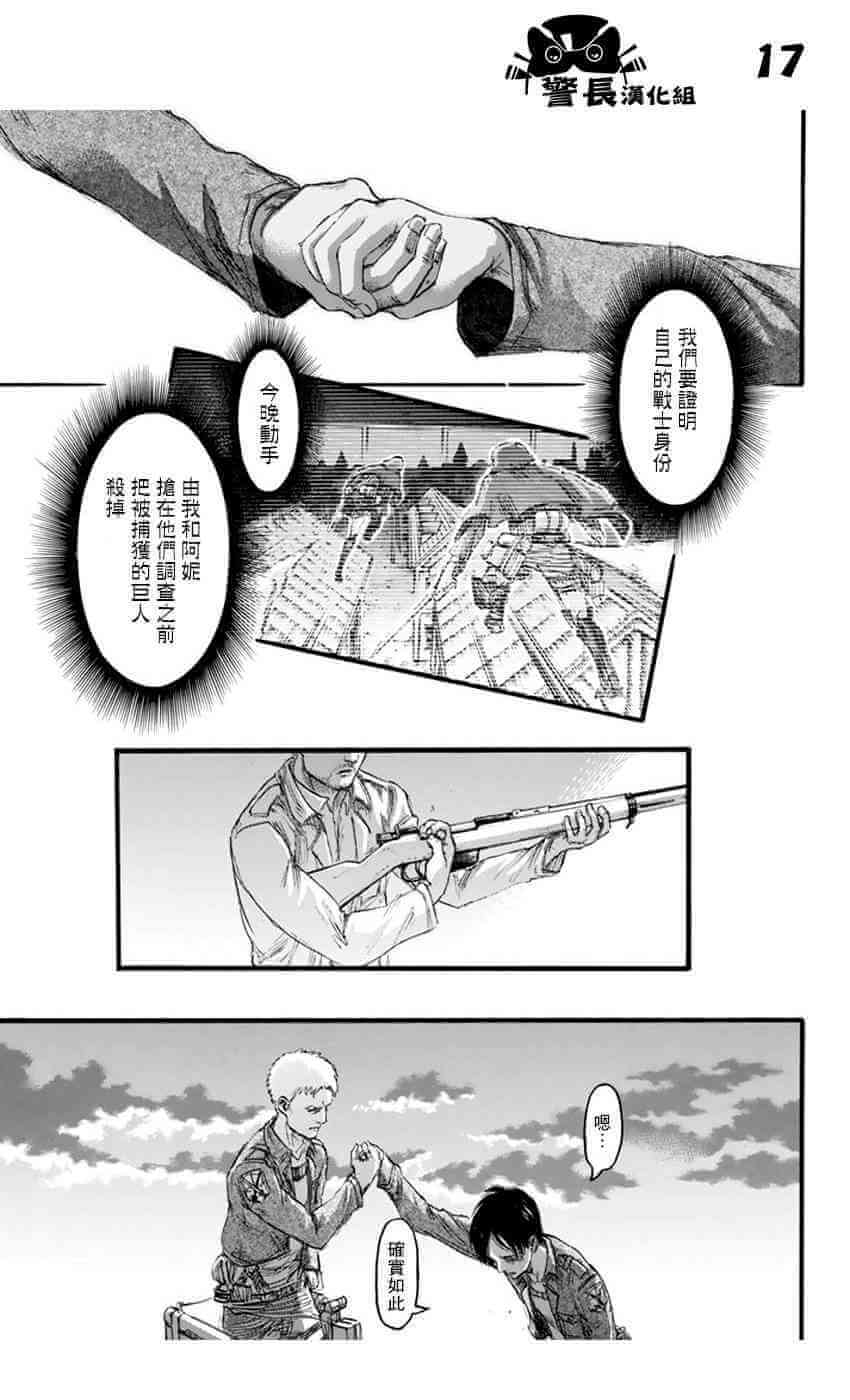 警長漢化組
17
我們要證明
自己的戰士身份
今晚動手
由我和阿妮
搶在他們調查之前
把被捕獲的巨人
殺掉
嗯…
確實如此